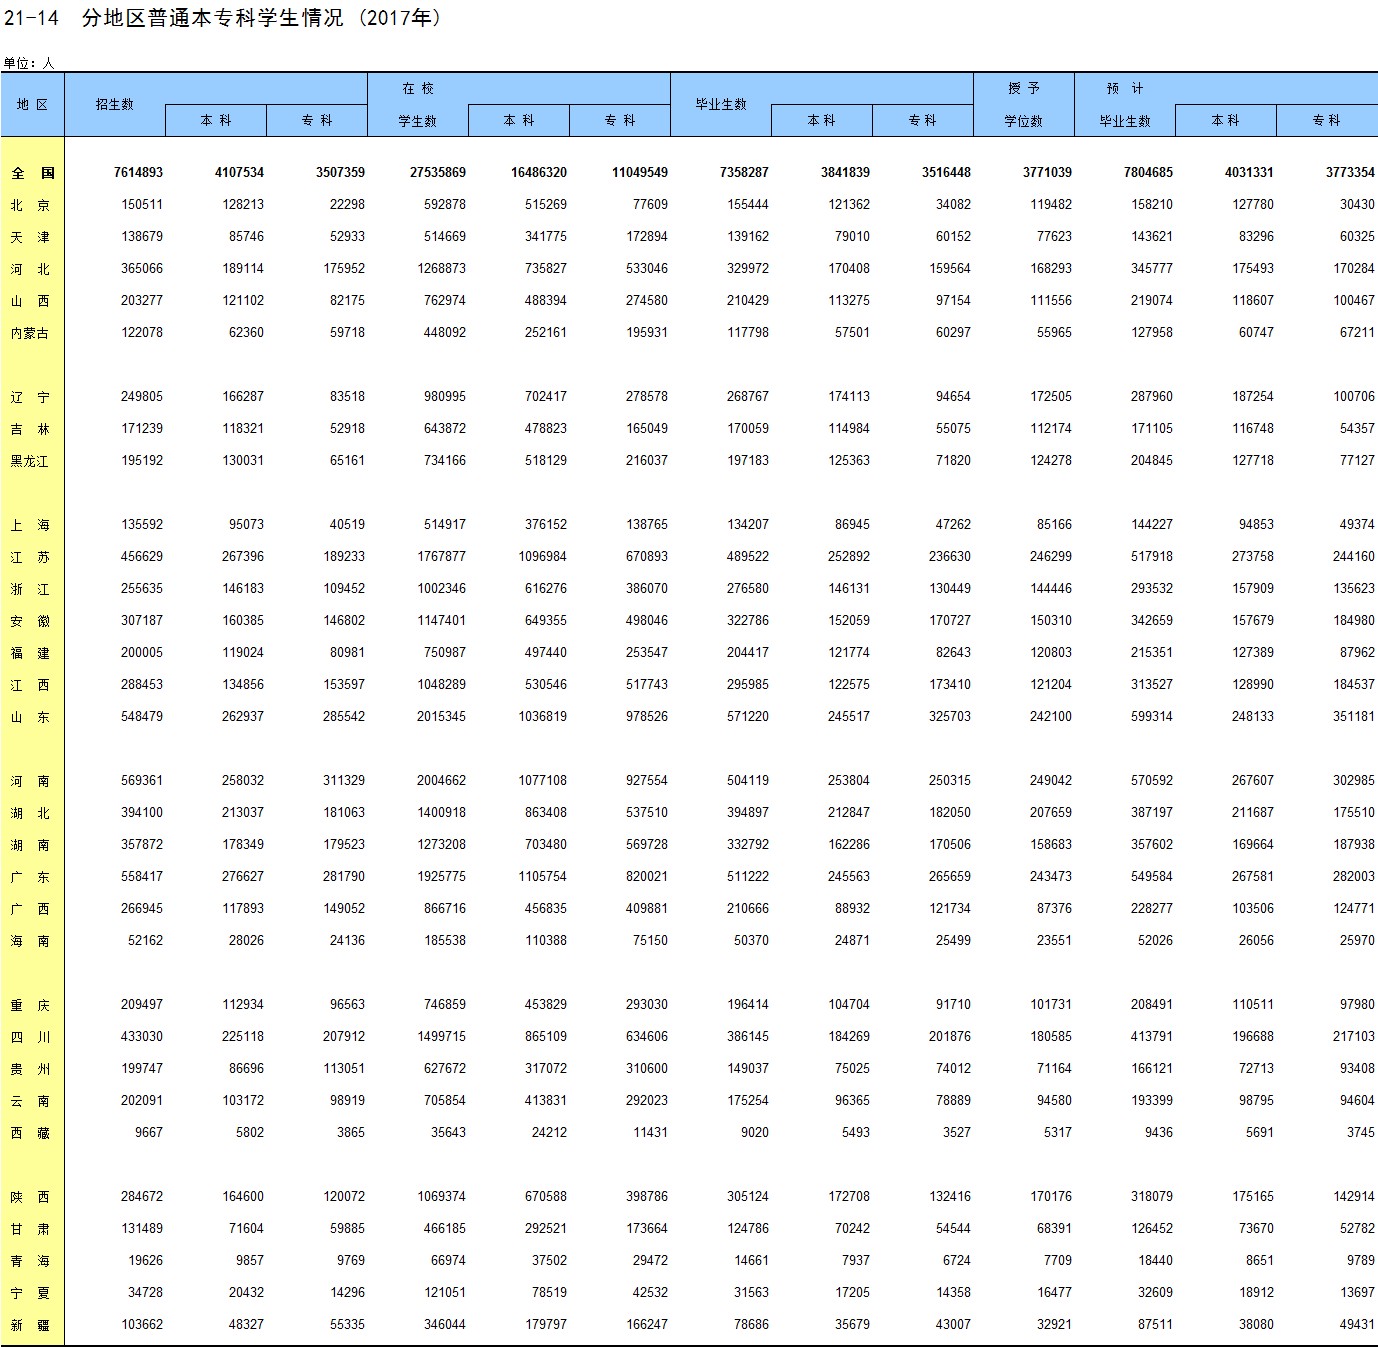 21-14 分地区普通本专科学生情况 (2017年)
单位：人
地 区 招生数 本 科 专 科 在 校 学生数 本 科 专 科 毕业生数 本 科 专 科 授 予 学位数 预 计 毕业生数 本 科 专 科
全 国 7614893 4107534 3507359 27535869 16486320 11049549 7358287 3841839 3516448 3771039 7804685 4031331 3773354
北 京 150511 128213 22298 592878 515269 77609 155444 121362 34082 119482 158210 127780 30430
天 津 138679 85746 52933 514669 341775 172894 139162 79010 60152 77623 143621 83296 60325
河 北 365066 189114 175952 1268873 735827 533046 329972 170408 159564 168293 345777 175493 170284
山 西 203277 121102 82175 762974 488394 274580 210429 113275 97154 111556 219074 118607 100467
内蒙古 122078 62360 59718 448092 252161 195931 117798 57501 60297 55965 127958 60747 67211
辽 宁 249805 166287 83518 980995 702417 278578 268767 174113 94654 172505 287960 187254 100706
吉 林 171239 118321 52918 643872 478823 165049 170059 114984 55075 112174 171105 116748 54357
黑龙江 195192 130031 65161 734166 518129 216037 197183 125363 71820 124278 204845 127718 77127
上 海 135592 95073 40519 514917 376152 138765 134207 86945 47262 85166 144227 94853 49374
江 苏 456629 267396 189233 1767877 1096984 670893 489522 252892 236630 246299 517918 273758 244160
浙 江 255635 146183 109452 1002346 616276 386070 276580 146131 130449 144446 293532 157909 135623
安 徽 307187 160385 146802 1147401 649355 498046 322786 152059 170727 150310 342659 157679 184980
福 建 200005 119024 80981 750987 497440 253547 204417 121774 82643 120803 215351 127389 87962
江 西 288453 134856 153597 1048289 530546 517743 295985 122575 173410 121204 313527 128990 184537
山 东 548479 262937 285542 2015345 1036819 978526 571220 245517 325703 242100 599314 248133 351181
河 南 569361 258032 311329 2004662 1077108 927554 504119 253804 250315 249042 570592 267607 302985
湖 北 394100 213037 181063 1400918 863408 537510 394897 212847 182050 207659 387197 211687 175510
湖 南 357872 178349 179523 1273208 703480 569728 332792 162286 170506 158683 357602 169664 187938
广 东 558417 276627 281790 1925775 1105754 820021 511222 245563 265659 243473 549584 267581 282003
广 西 266945 117893 149052 866716 456835 409881 210666 88932 121734 87376 228277 103506 124771
海 南 52162 28026 24136 185538 110388 75150 50370 24871 25499 23551 52026 26056 25970
重 庆 209497 112934 96563 746859 453829 293030 196414 104704 91710 101731 208491 110511 97980
四 川 433030 225118 207912 1499715 865109 634606 386145 184269 201876 180585 413791 196688 217103
贵 州 199747 86696 113051 627672 317072 310600 149037 75025 74012 71164 166121 72713 93408
云 南 202091 103172 98919 705854 413831 292023 175254 96365 78889 94580 193399 98795 94604
西 藏 9667 5802 3865 35643 24212 11431 9020 5493 3527 5317 9436 5691 3745
陕 西 284672 164600 120072 1069374 670588 398786 305124 172708 132416 170176 318079 175165 142914
甘 肃 131489 71604 59885 466185 292521 173664 124786 70242 54544 68391 126452 73670 52782
青 海 19626 9857 9769 66974 37502 29472 14661 7937 6724 7709 18440 8651 9789
宁 夏 34728 20432 14296 121051 78519 42532 31563 17205 14358 16477 32609 18912 13697
新 疆 103662 48327 55335 346044 179797 166247 78686 35679 43007 32921 87511 38080 49431